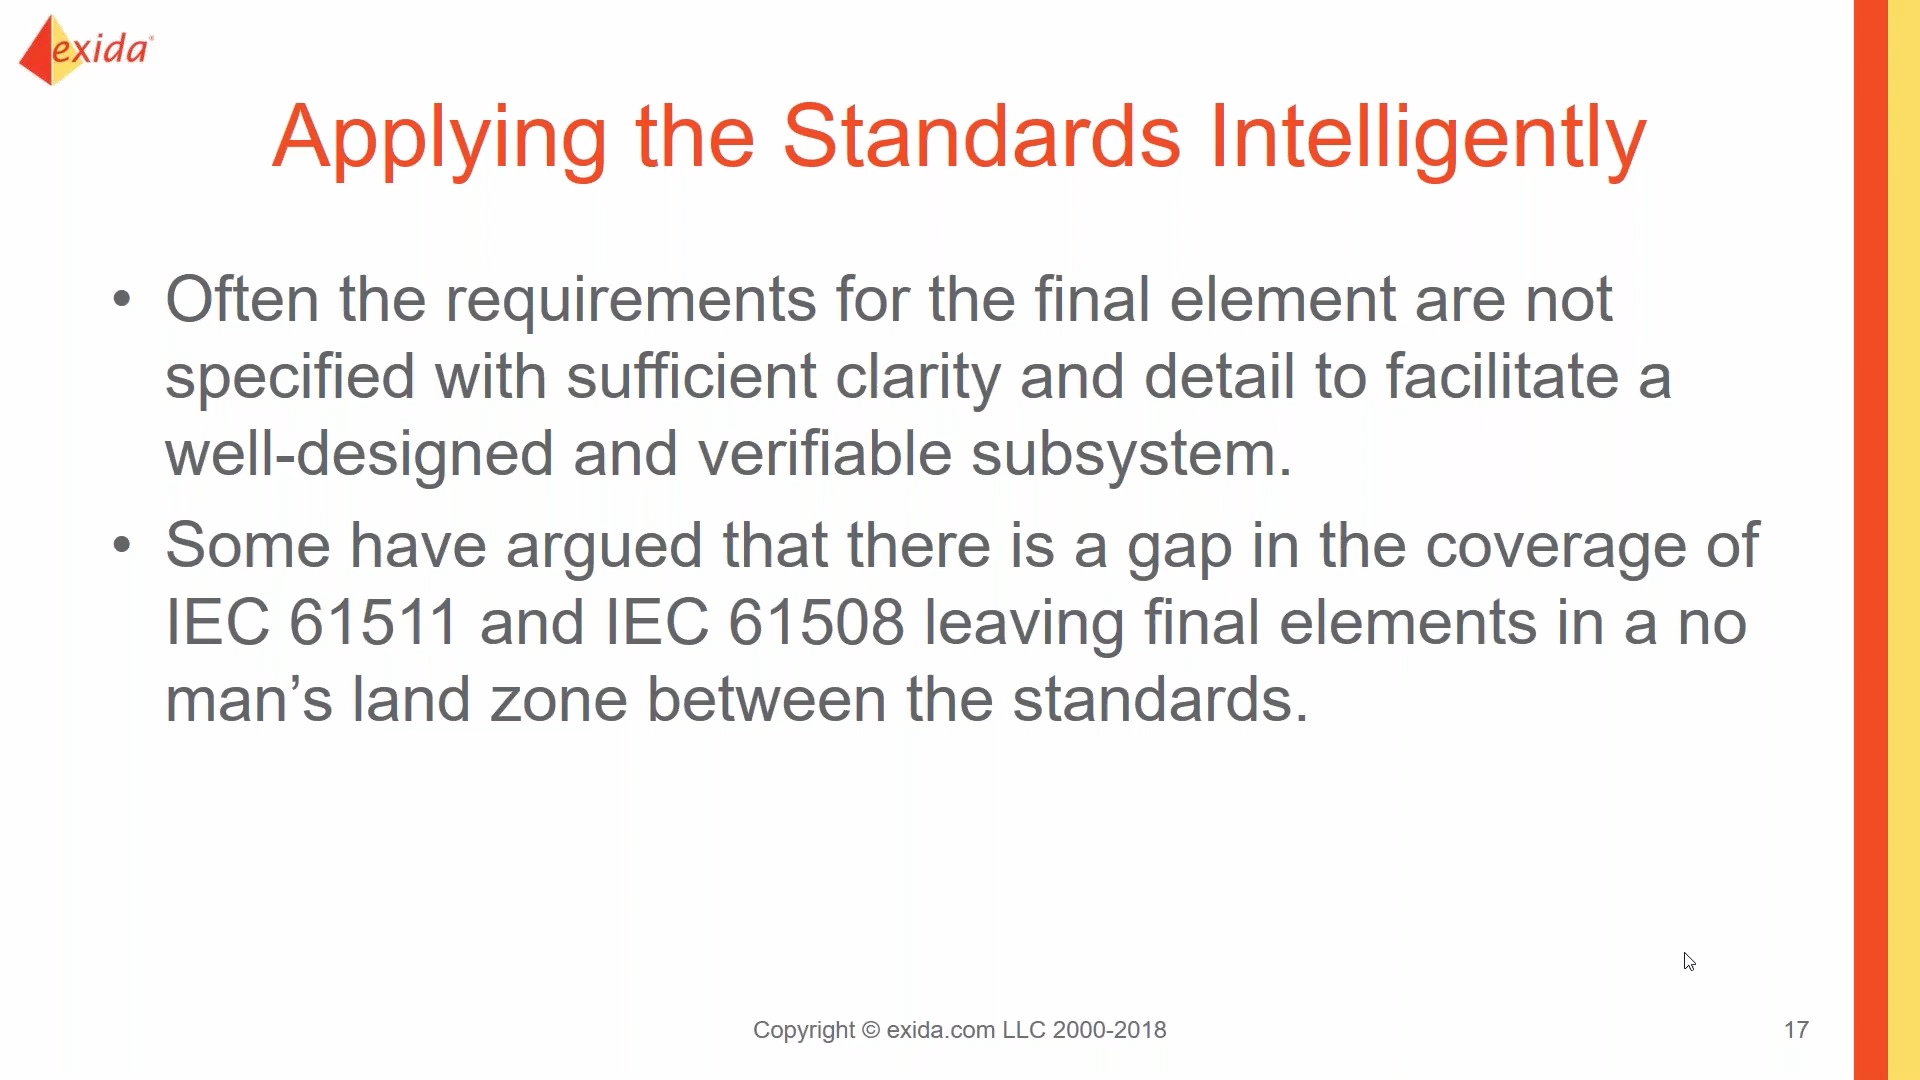 exida
Applying the Standards Intelligently
• Often the requirements for the final element are not
specified with sufficient clarity and detail to facilitate a
well-designed and verifiable subsystem.
• Some have argued that there is a gap in the coverage of
IEC 61511 and IEC 61508 leaving final elements in a no
man’s land zone between the standards.
Copyright © exida.com LLC 2000-2018
17